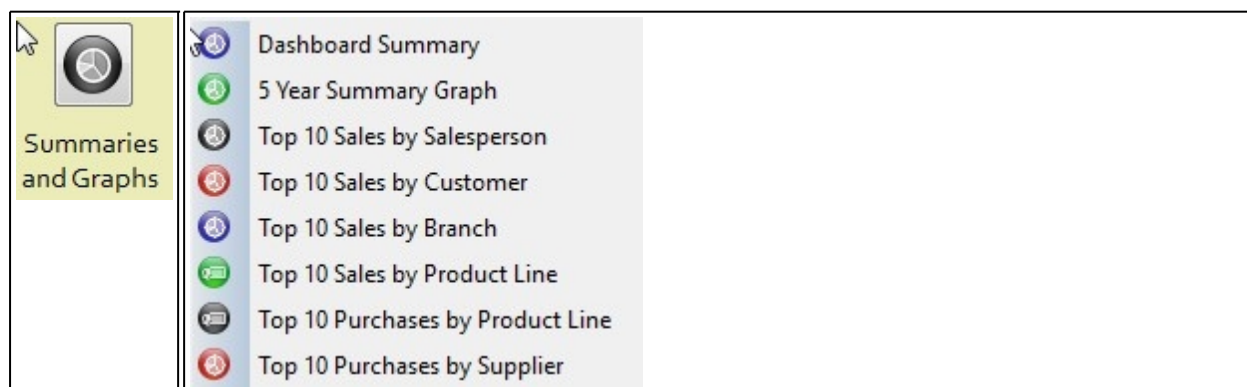 Summaries
and Graphs
Dashboard Summary
5 Year Summary Graph
Top 10 Sales by Salesperson
Top 10 Sales by Customer
Top 10 Sales by Branch
Top 10 Sales by Product Line
Top 10 Purchases by Product Line
Top 10 Purchases by Supplier